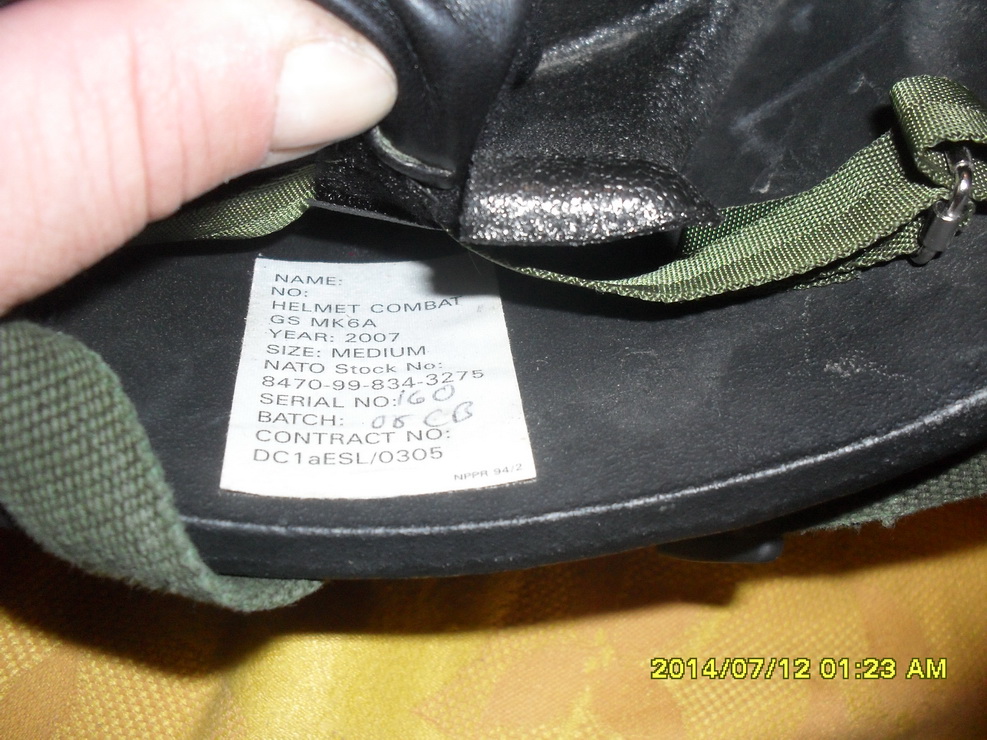 NAME:
NO:
HELMET COMBAT
GS MK6A
YEAR: 2007
SIZE: MEDIUM
NATO Stock No:
8470-99-834-3275
SERIAL NO: 160
BATCH: 05 CB
CONTRACT NO:
DC1aESL/0305
NPPR 94/2
2014/07/12 01:23 AM